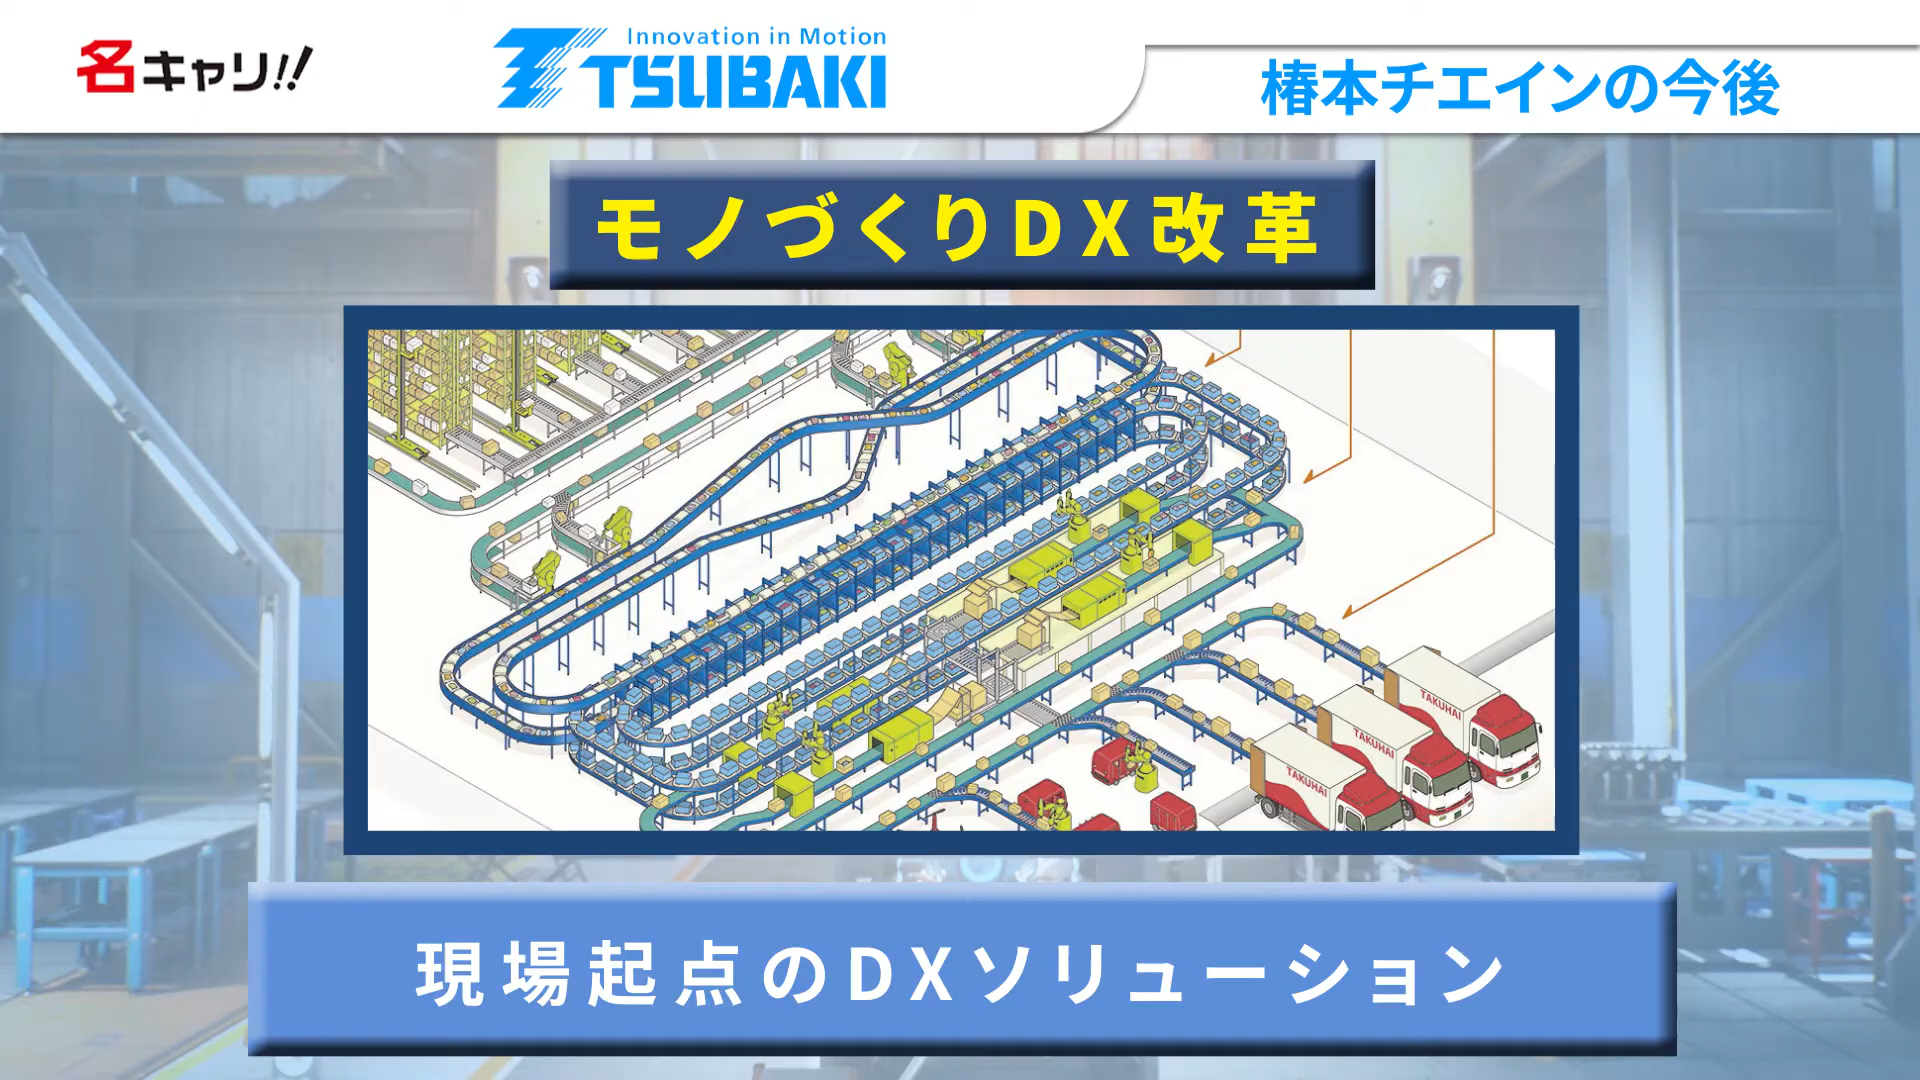 名キャリ!!
Innovation in Motion
TSUBAKI
椿本チエインの今後
モノづくりDX改革
TAKUHAI
TAKUHAI
TAKUHAI
現場起点のDXソリューション